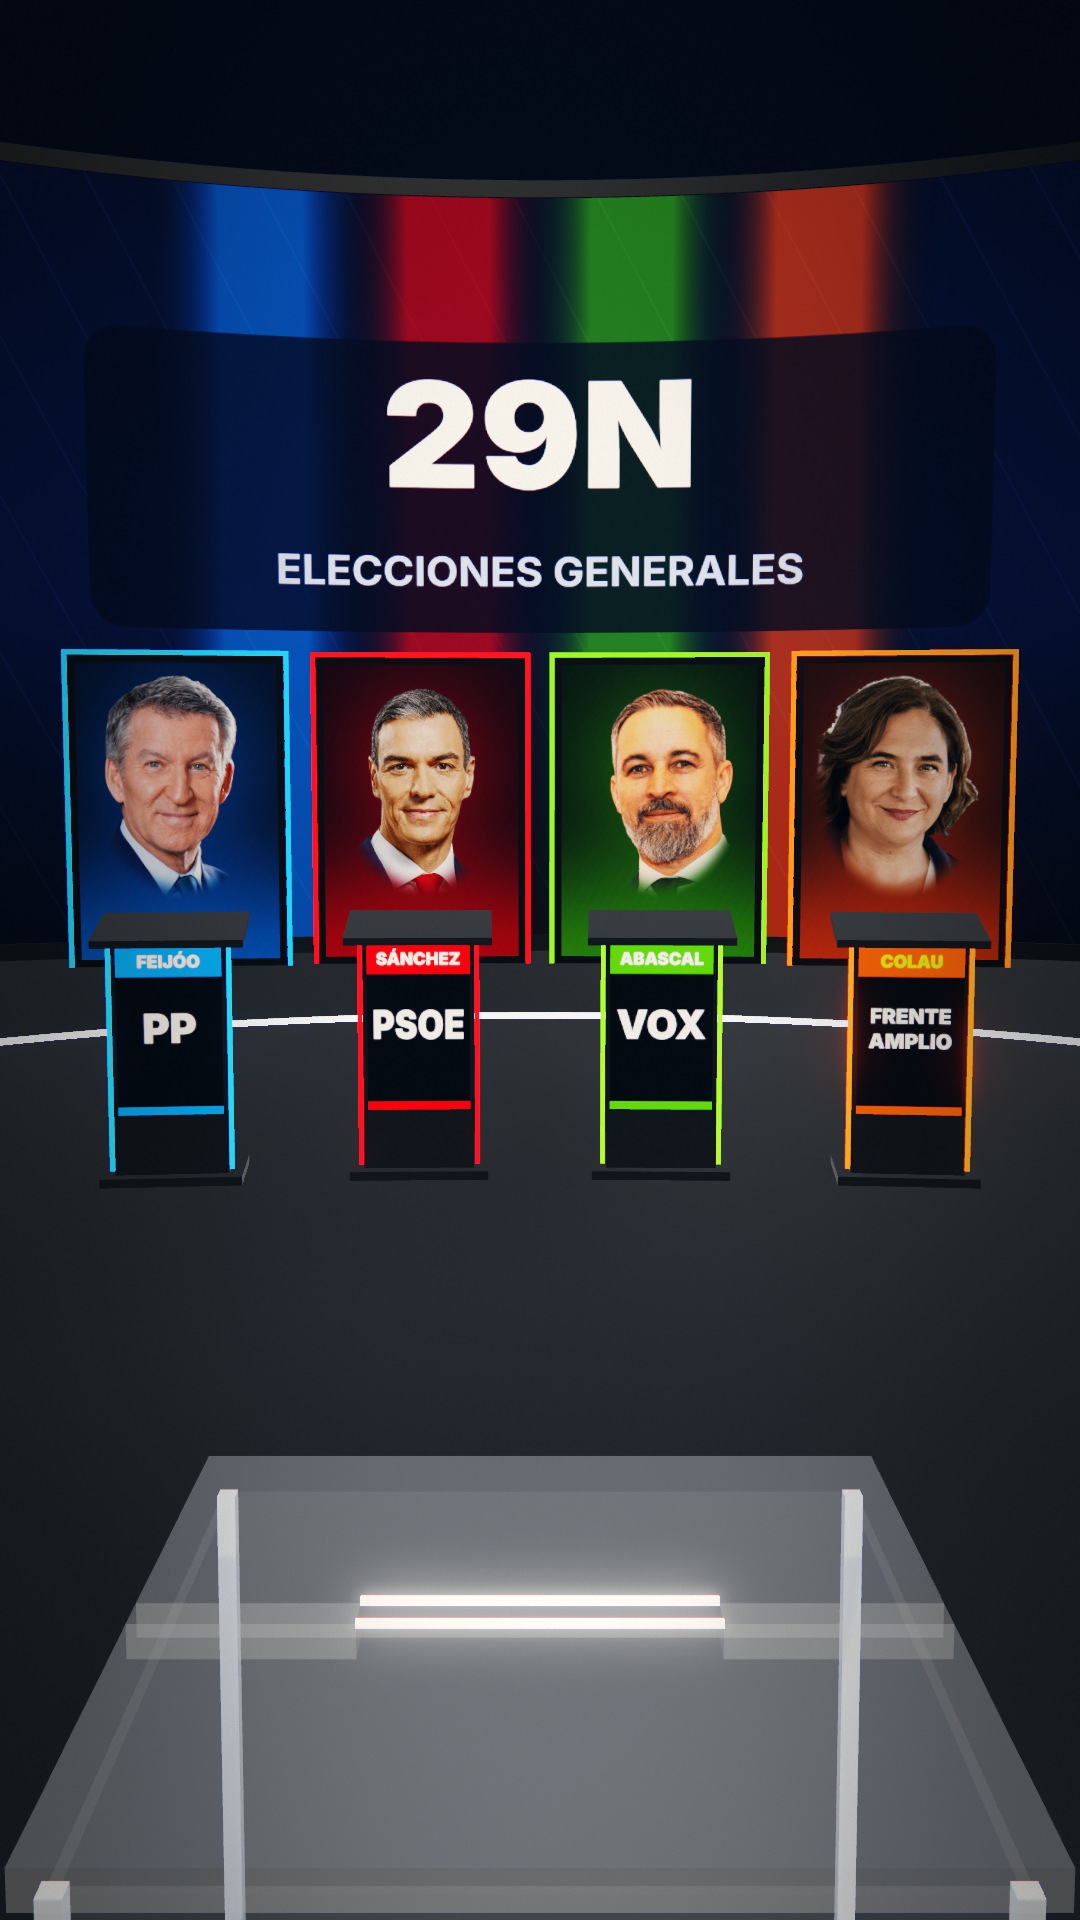 29N
ELECCIONES GENERALES
FEIJÓO
SÁNCHEZ
ABASCAL
COLAU
PP
PSOE
VOX
FRENTE
AMPLIO